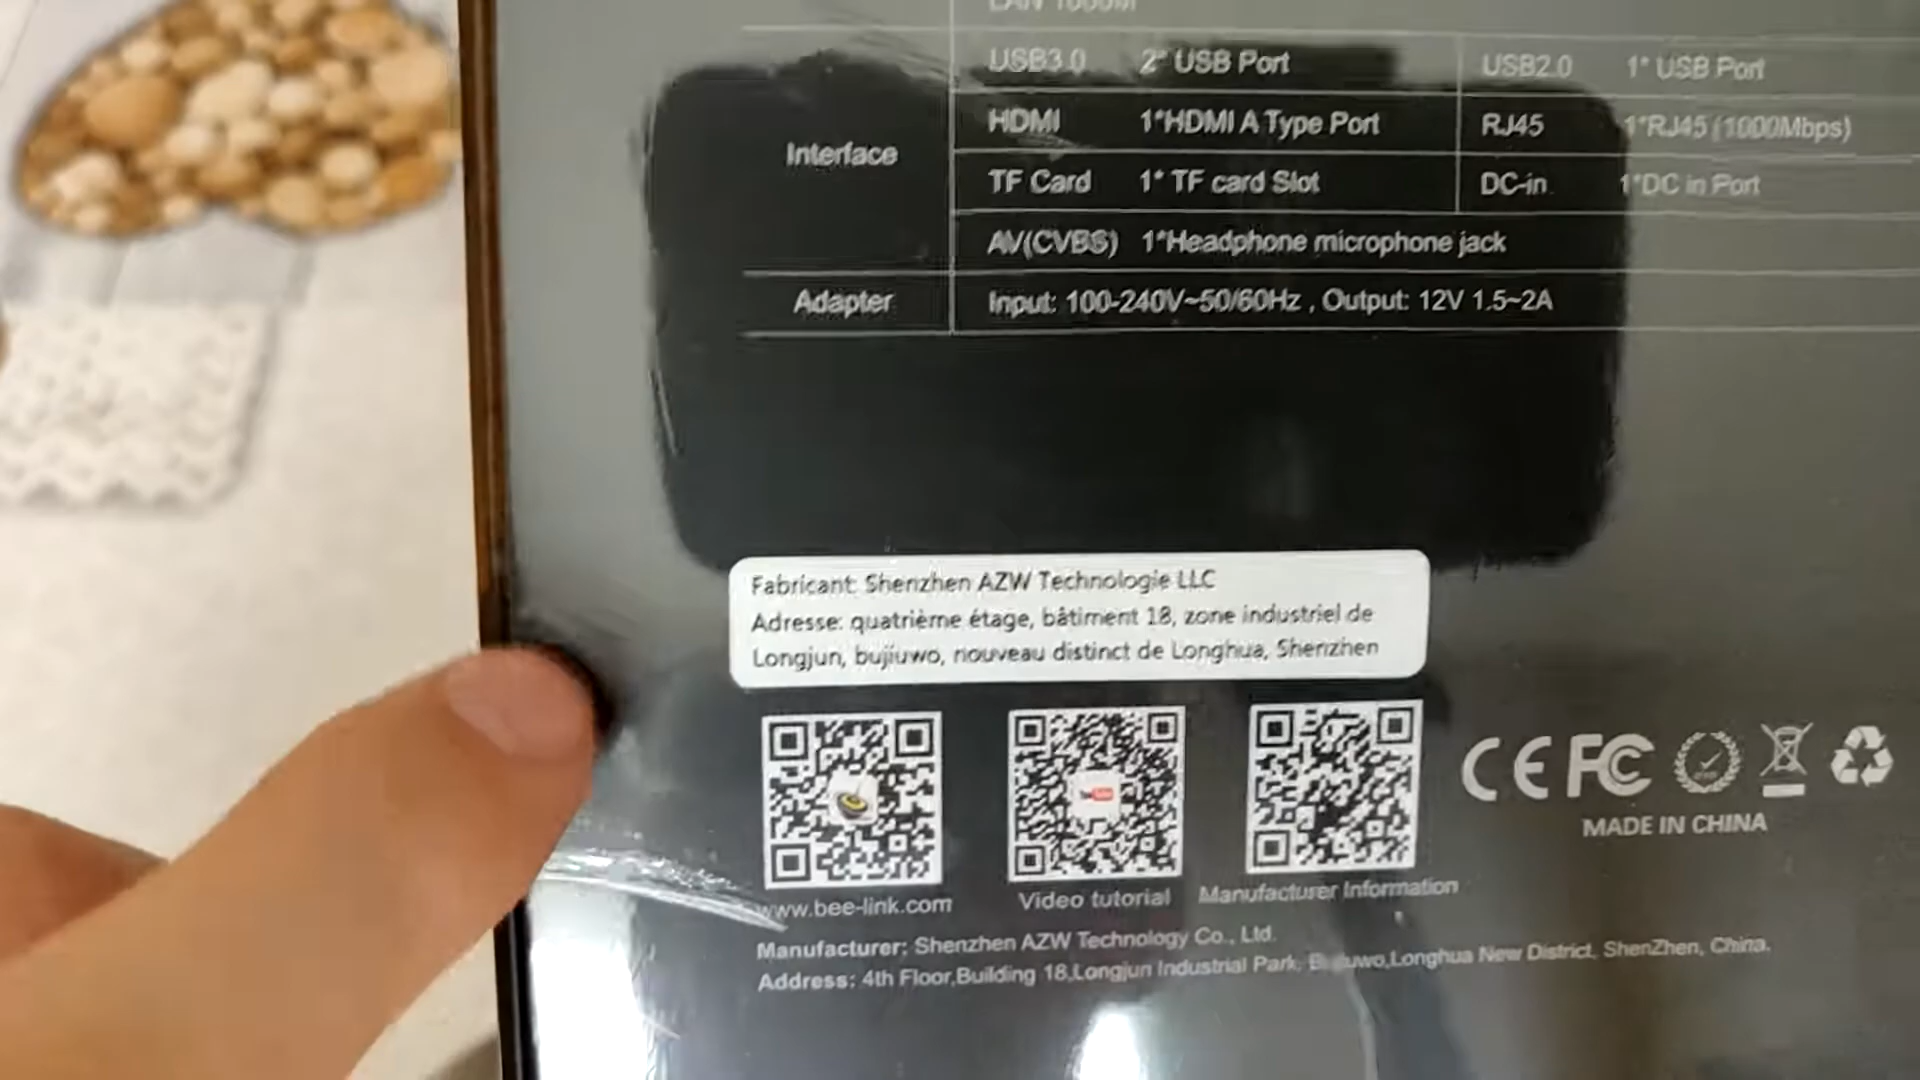 LAN 1000M
USB3.0 2* USB Port USB2.0 1* USB Port
HDMI 1*HDMI A Type Port RJ45 1*RJ45 (1000Mbps)
Interface
TF Card 1* TF card Slot DC-in 1*DC in Port
AV(CVBS) 1*Headphone microphone jack
Adapter Input: 100-240V~50/60Hz , Output: 12V 1.5~2A
Fabricant: Shenzhen AZW Technologie LLC
Adresse: quatrième étage, bâtiment 18, zone industriel de
Longjun, bujiuwo, nouveau distinct de Longhua, Shenzhen
CE FC
MADE IN CHINA
www.bee-link.com Video tutorial Manufacturer Information
Manufacturer: Shenzhen AZW Technology Co., Ltd.
Address: 4th Floor,Building 18,Longjun Industrial Park, Longhua New District, ShenZhen, China.